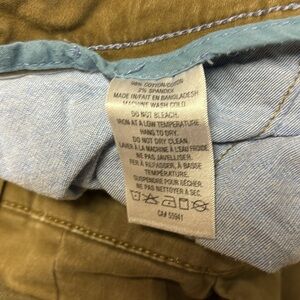 98% COTTON-COTON
2% SPANDEX
MADE IN/FAIT EN BANGLADESH
MACHINE WASH COLD.
DO NOT BLEACH.
IRON AT A LOW TEMPERATURE
HANG TO DRY.
DO NOT DRY CLEAN.
LAVER À LA MACHINE À L'EAU FROIDE
NE PAS JAVELLISER.
FER À REPASSER, À BASSE
TEMPÉRATURE.
SUSPENDRE POUR SÉCHER.
NE PAS NETTOYER À SEC.
CA# 55941